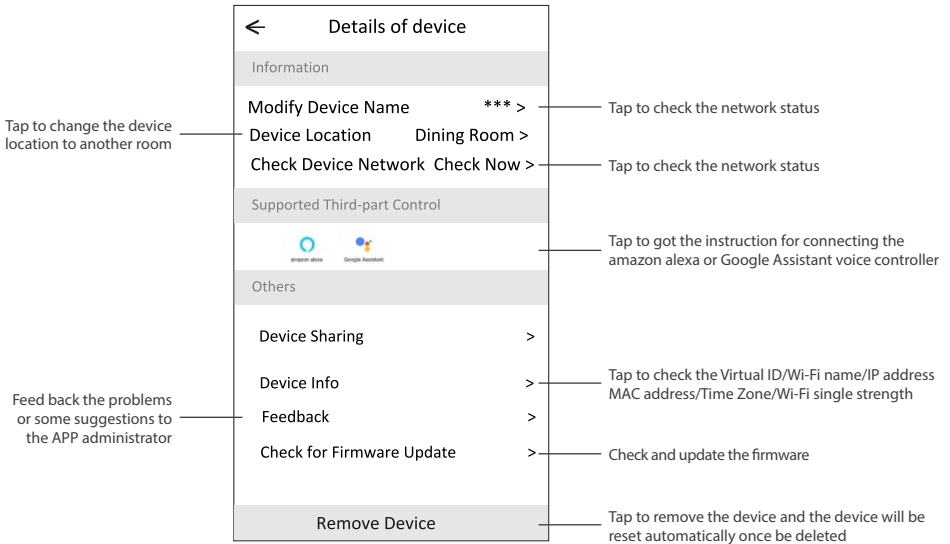 Details of device
Information
Modify Device Name *** >
Tap to check the network status
Tap to change the device
location to another room
Device Location Dining Room >
Check Device Network Check Now >
Tap to check the network status
Supported Third-part Control
amazon alexa
Google Assistant
Tap to got the instruction for connecting the
amazon alexa or Google Assistant voice controller
Others
Device Sharing >
Device Info >
Tap to check the Virtual ID/Wi-Fi name/IP address
MAC address/Time Zone/Wi-Fi single strength
Feed back the problems
or some suggestions to
the APP administrator
Feedback >
Check for Firmware Update >
Check and update the firmware
Remove Device
Tap to remove the device and the device will be
reset automatically once be deleted